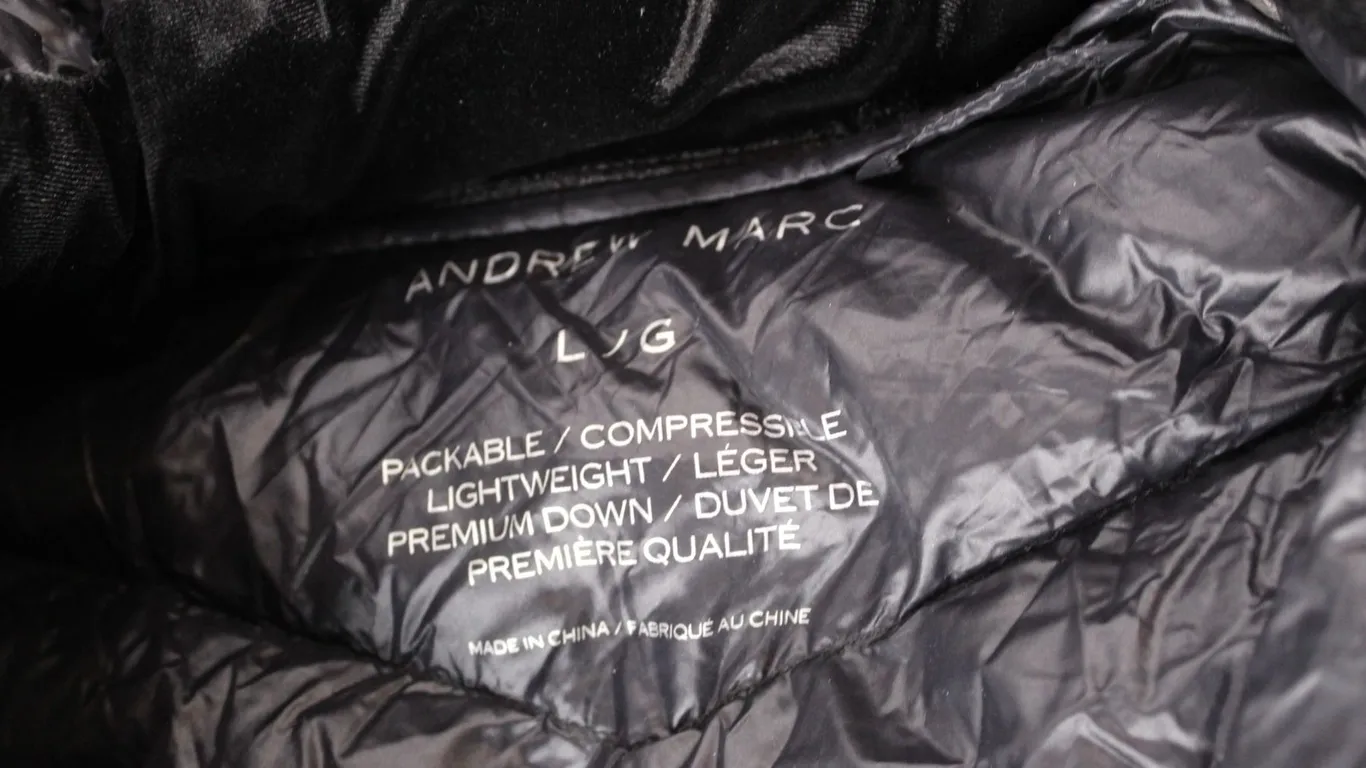 ANDREW MARC
L/G
PACKABLE / COMPRESSIBLE
LIGHTWEIGHT / LÉGER
PREMIUM DOWN / DUVET DE
PREMIÈRE QUALITÉ
MADE IN CHINA / FABRIQUÉ AU CHINE